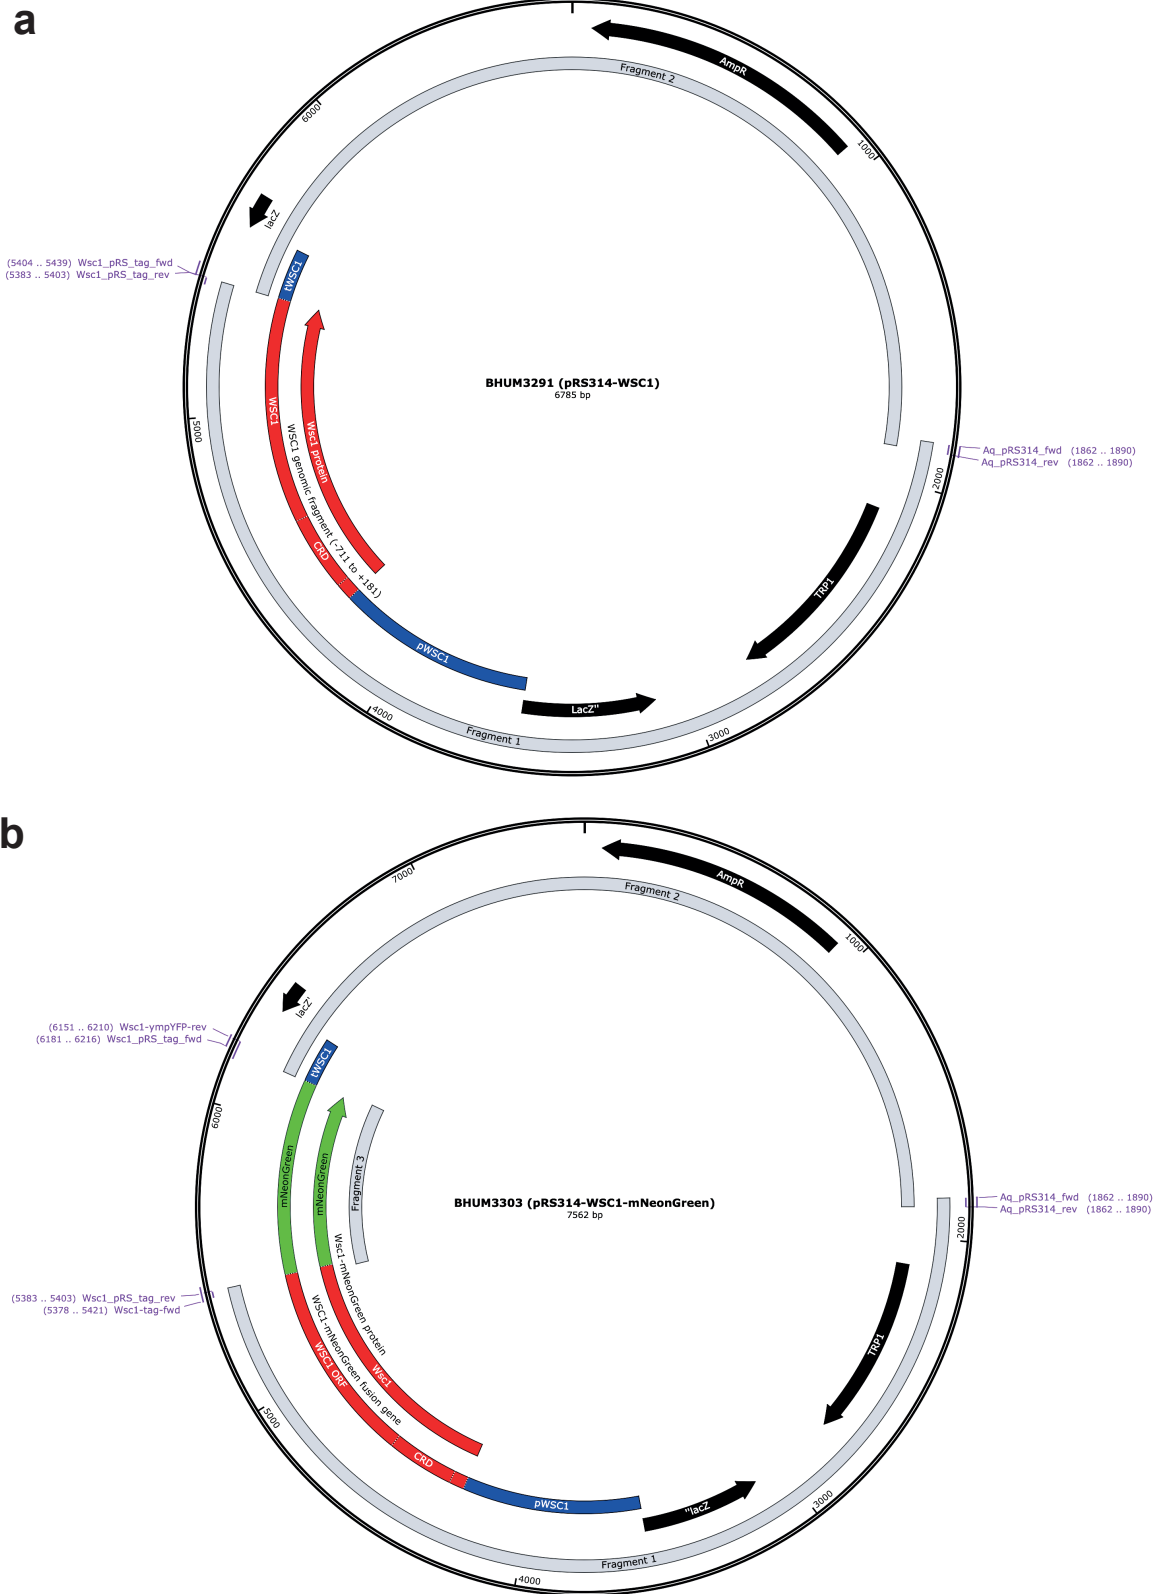 a
AmpR
Fragment 2
6000
1000
lacZ
(5404 .. 5439) Wsc1_pRS_tag_fwd
(5383 .. 5403) Wsc1_pRS_tag_rev
tWSC1
BHUM3291 (pRS314-WSC1)
6785 bp
WSC1
5000
Wsc1 protein
WSC1 genomic fragment (-711 to +181)
Aq_pRS314_fwd (1862 .. 1890)
Aq_pRS314_rev (1862 .. 1890)
2000
CRD
TRP1
pWSC1
LacZ"
4000
Fragment 1
3000
b
7000
AmpR
Fragment 2
1000
lacZ'
(6151 .. 6210) Wsc1-ympYFP-rev
(6181 .. 6216) Wsc1_pRS_tag_fwd
tWSC1
6000
mNeonGreen
mNeonGreen
Fragment 3
BHUM3303 (pRS314-WSC1-mNeonGreen)
7562 bp
Aq_pRS314_fwd (1862 .. 1890)
Aq_pRS314_rev (1862 .. 1890)
2000
Wsc1-mNeonGreen protein
(5383 .. 5403) Wsc1_pRS_tag_rev
(5378 .. 5421) Wsc1-tag-fwd
WSC1-mNeonGreen fusion gene
WSC1 ORF
Wsc1
TRP1
5000
CRD
pWSC1
"lacZ
3000
Fragment 1
4000